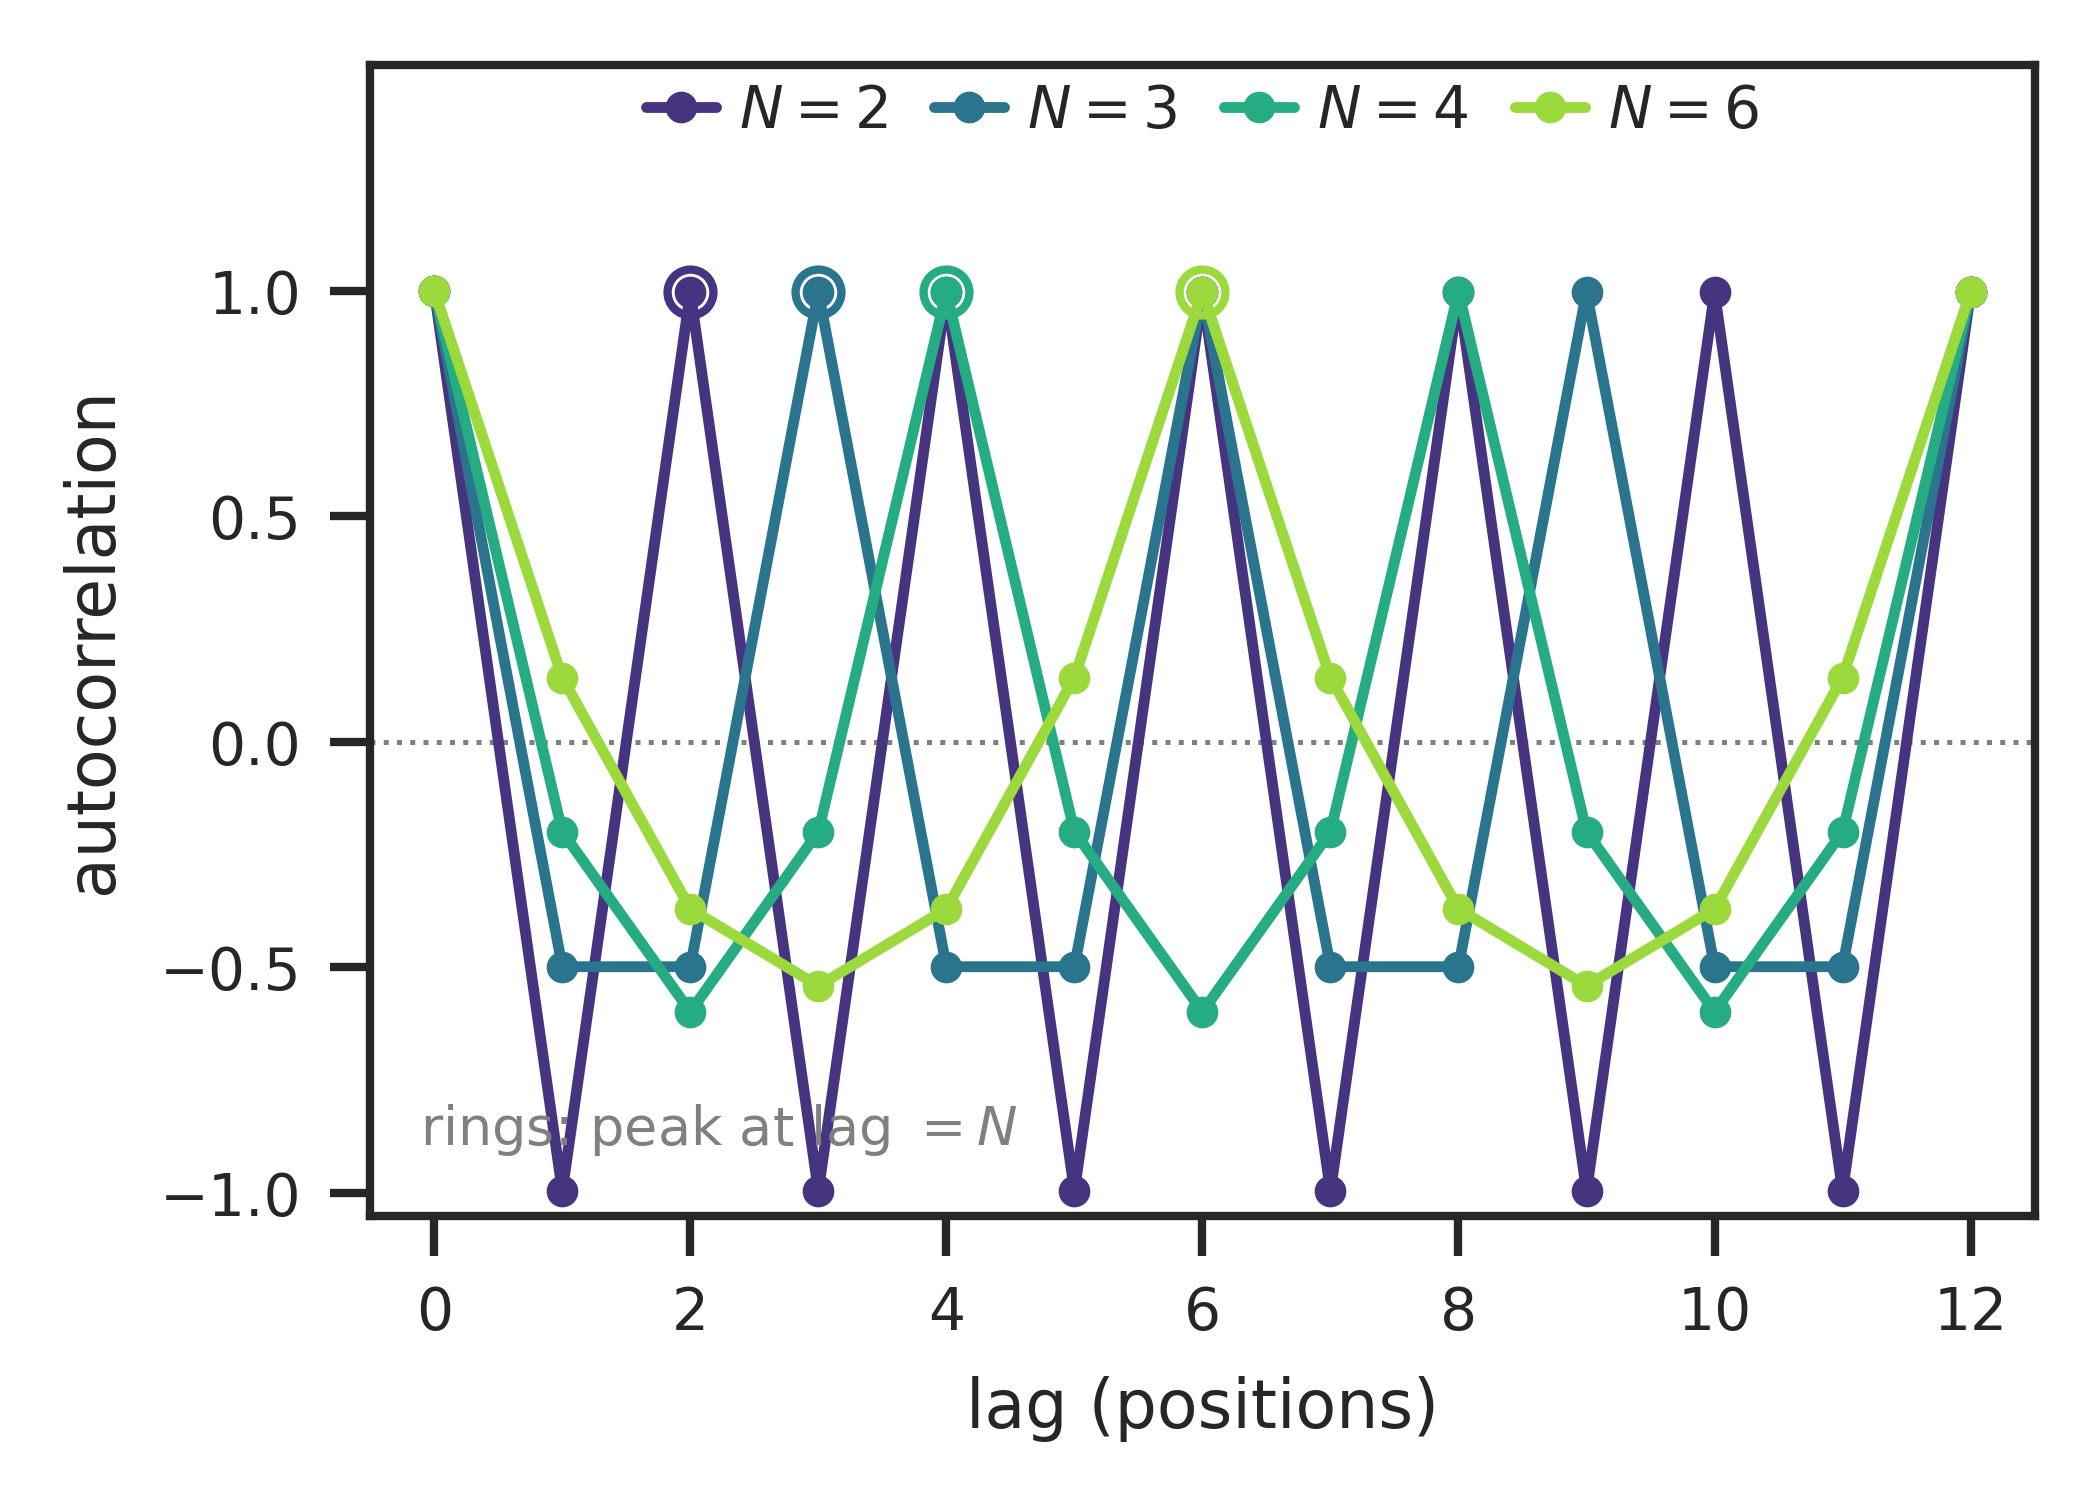 N = 2 N = 3 N = 4 N = 6
1.0
0.5
0.0
−0.5
−1.0
autocorrelation
rings: peak at lag = N
0 2 4 6 8 10 12
lag (positions)